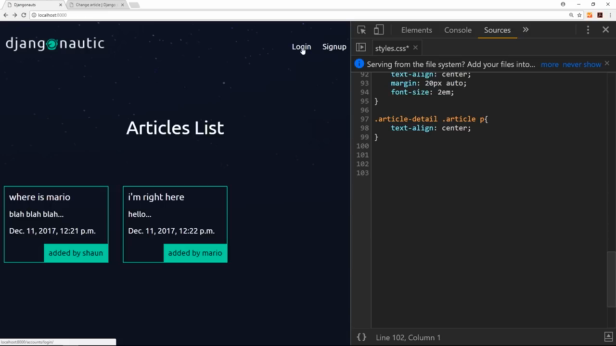 Djangonautic
Change article | Django
localhost:8000
djangonautic
Login
Signup
Articles List
where is mario
blah blah blah...
Dec. 11, 2017, 12:21 p.m.
added by shaun
i'm right here
hello...
Dec. 11, 2017, 12:22 p.m.
added by mario
localhost:8000/accounts/login/
Elements
Console
Sources
»
styles.css*
Serving from the file system? Add your files into...
more
never show
92 text-align: center;
93 margin: 20px auto;
94 font-size: 2em;
95 }
96
97 .article-detail .article p{
98 text-align: center;
99 }
100
101
102
103
{ } Line 102, Column 1